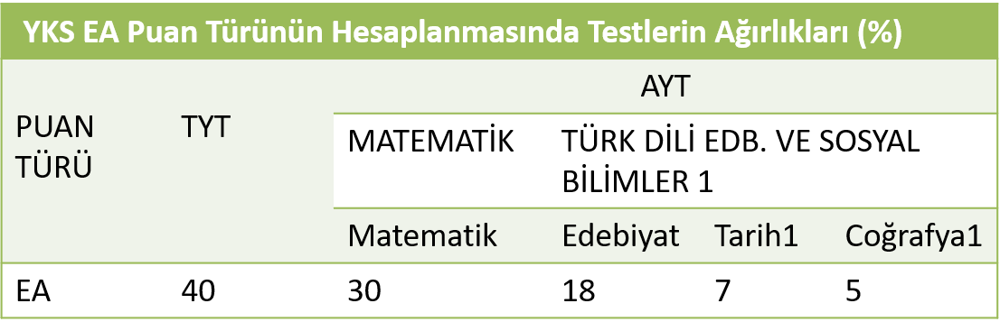 YKS EA Puan Türünün Hesaplanmasında Testlerin Ağırlıkları (%)
PUAN TÜRÜ
TYT
AYT
MATEMATİK
TÜRK DİLİ EDB. VE SOSYAL
BİLİMLER 1
Matematik Edebiyat Tarih1 Coğrafya1
EA 40 30 18 7 5